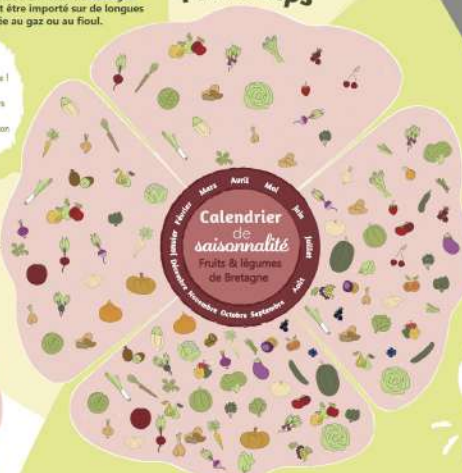 t être importé sur de longues
ée au gaz ou au fioul.
Janvier
Février
Mars
Avril
Mai
Juin
Juillet
Août
Septembre
Octobre
Novembre
Décembre
Calendrier
de
saisonnalité
Fruits & légumes
de Bretagne